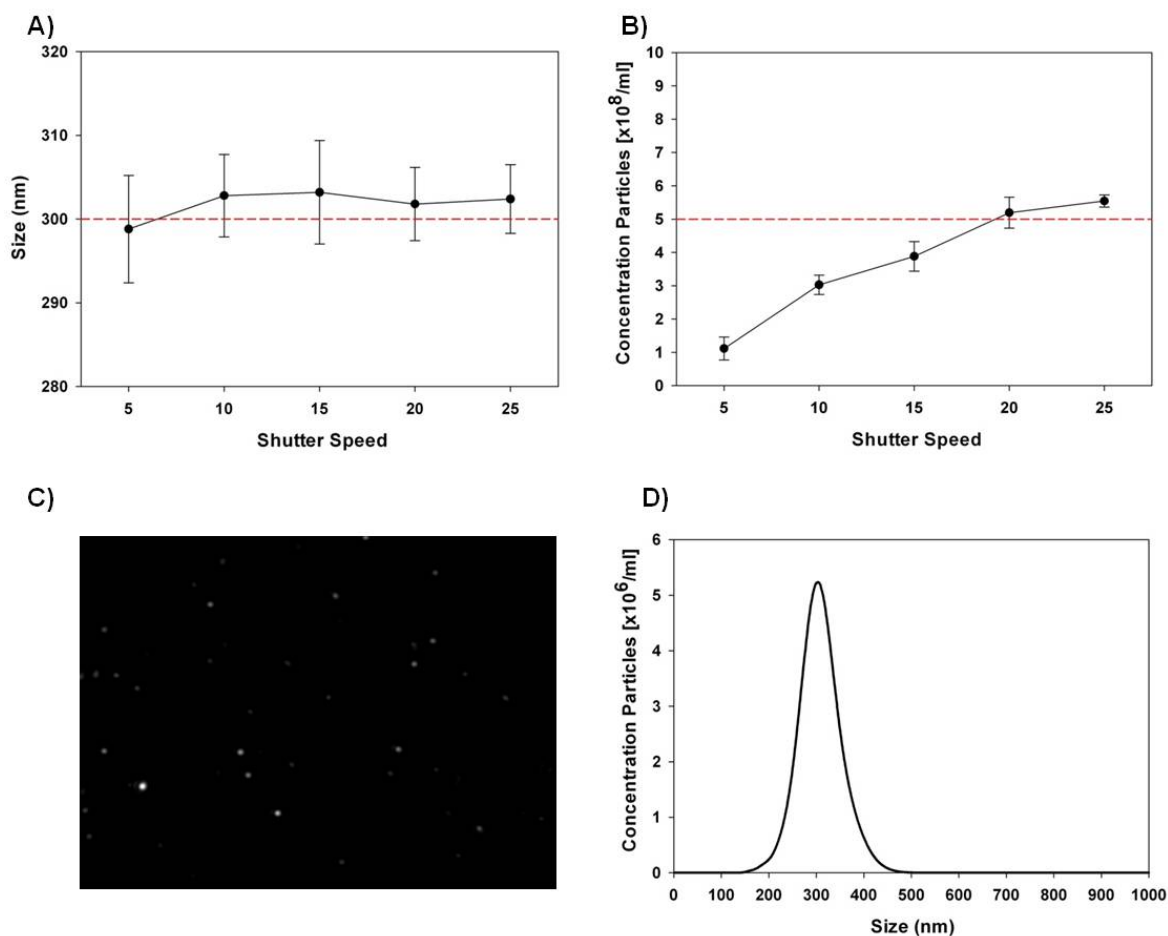 A)
320
310
300
290
280
Size (nm)
5 10 15 20 25
Shutter Speed
B)
10
9
8
7
6
5
4
3
2
1
0
Concentration Particles [x10⁸/ml]
5 10 15 20 25
Shutter Speed
C)
D)
6
5
4
3
2
1
0
Concentration Particles [x10⁶/ml]
0 100 200 300 400 500 600 700 800 900 1000
Size (nm)